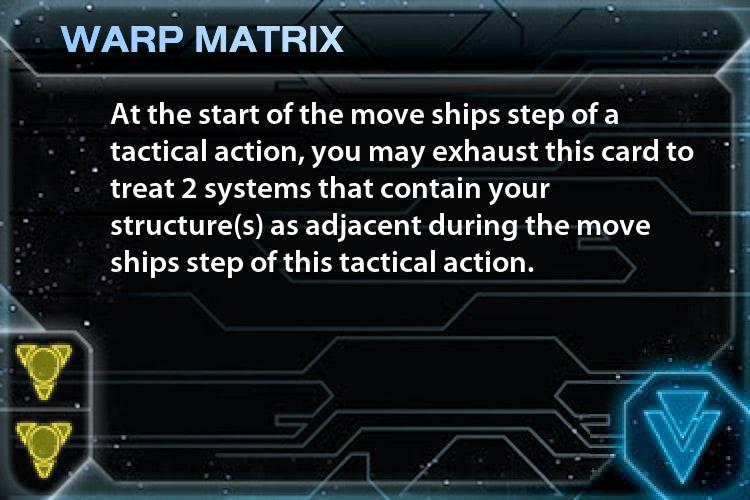 WARP MATRIX
At the start of the move ships step of a
tactical action, you may exhaust this card to
treat 2 systems that contain your
structure(s) as adjacent during the move
ships step of this tactical action.